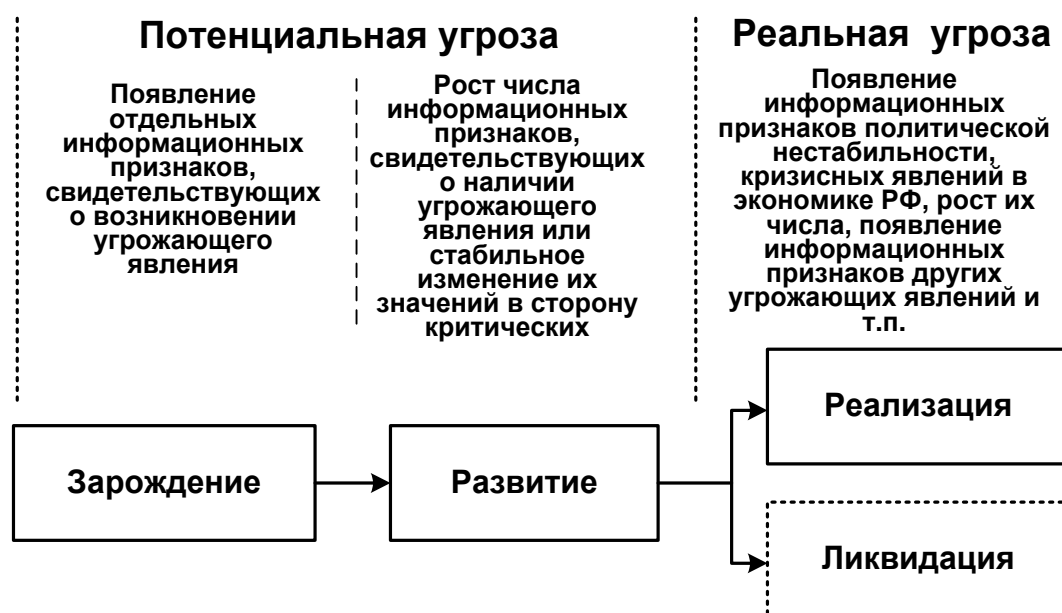 Потенциальная угроза
Появление
отдельных
информационных
признаков,
свидетельствующих
о возникновении
угрожающего
явления
Рост числа
информационных
признаков,
свидетельствующих
о наличии
угрожающего
явления или
стабильное
изменение их
значений в сторону
критических
Реальная угроза
Появление
информационных
признаков политической
нестабильности,
кризисных явлений в
экономике РФ, рост их
числа, появление
информационных
признаков других
угрожающих явлений и
т.п.
Зарождение
Развитие
Реализация
Ликвидация